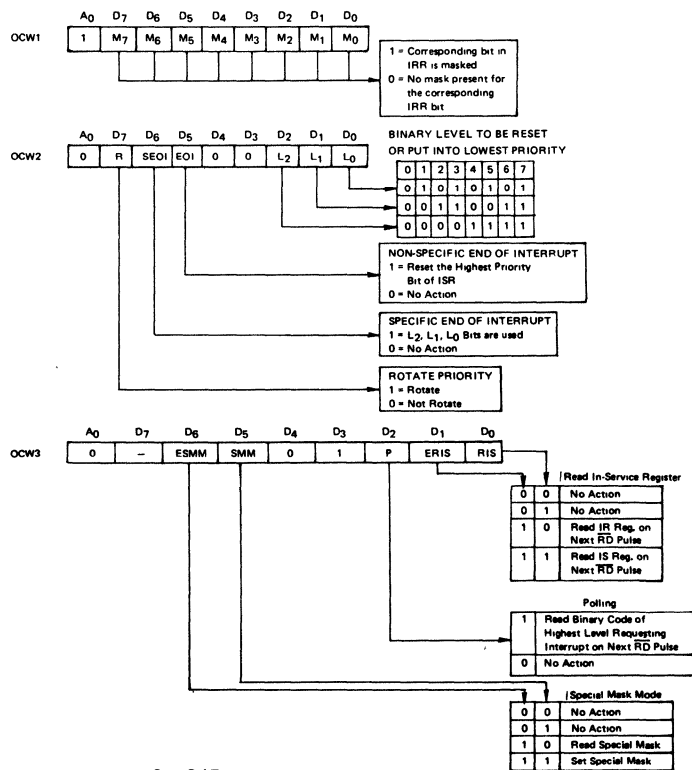 A0 D7 D6 D5 D4 D3 D2 D1 D0
OCW1 1 M7 M6 M5 M4 M3 M2 M1 M0
1 = Corresponding bit in
IRR is masked
0 = No mask present for
the corresponding
IRR bit
A0 D7 D6 D5 D4 D3 D2 D1 D0
OCW2 0 R SEOI EOI 0 0 L2 L1 L0
BINARY LEVEL TO BE RESET
OR PUT INTO LOWEST PRIORITY
0 1 2 3 4 5 6 7
0 1 0 1 0 1 0 1
0 0 1 1 0 0 1 1
0 0 0 0 1 1 1 1
NON-SPECIFIC END OF INTERRUPT
1 = Reset the Highest Priority
Bit of ISR
0 = No Action
SPECIFIC END OF INTERRUPT
1 = L2, L1, L0 Bits are used
0 = No Action
ROTATE PRIORITY
1 = Rotate
0 = Not Rotate
A0 D7 D6 D5 D4 D3 D2 D1 D0
OCW3 0 – ESMM SMM 0 1 P ERIS RIS
Read In-Service Register
0 0 No Action
0 1 No Action
1 0 Read IR Reg. on
Next RD Pulse
1 1 Read IS Reg. on
Next RD Pulse
Polling
1 Read Binary Code of
Highest Level Requesting
Interrupt on Next RD Pulse
0 No Action
Special Mask Mode
0 0 No Action
0 1 No Action
1 0 Read Special Mask
1 1 Set Special Mask